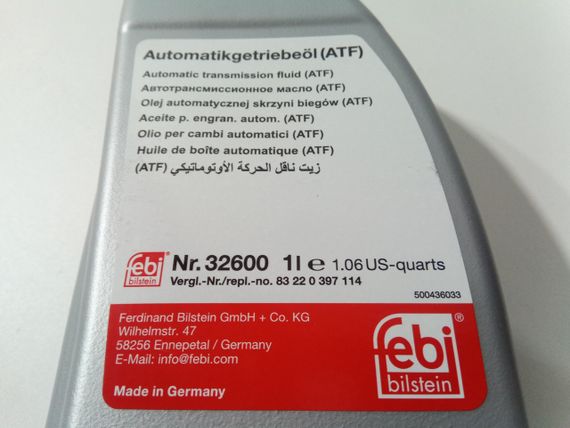 Automatikgetriebeöl (ATF)
Automatic transmission fluid (ATF)
Автотрансмиссионное масло (ATF)
Olej automatycznej skrzyni biegów (ATF)
Aceite p. engran. autom. (ATF)
Olio per cambi automatici (ATF)
Huile de boîte automatique (ATF)
زيت ناقل الحركة الأوتوماتيكي (ATF)
febi bilstein
Nr. 32600 1l e 1.06 US-quarts
Vergl.-Nr./repl.-no. 83 22 0 397 114
500436033
Ferdinand Bilstein GmbH + Co. KG
Wilhelmstr. 47
58256 Ennepetal / Germany
E-Mail: info@febi.com
Made in Germany
febi®
bilstein